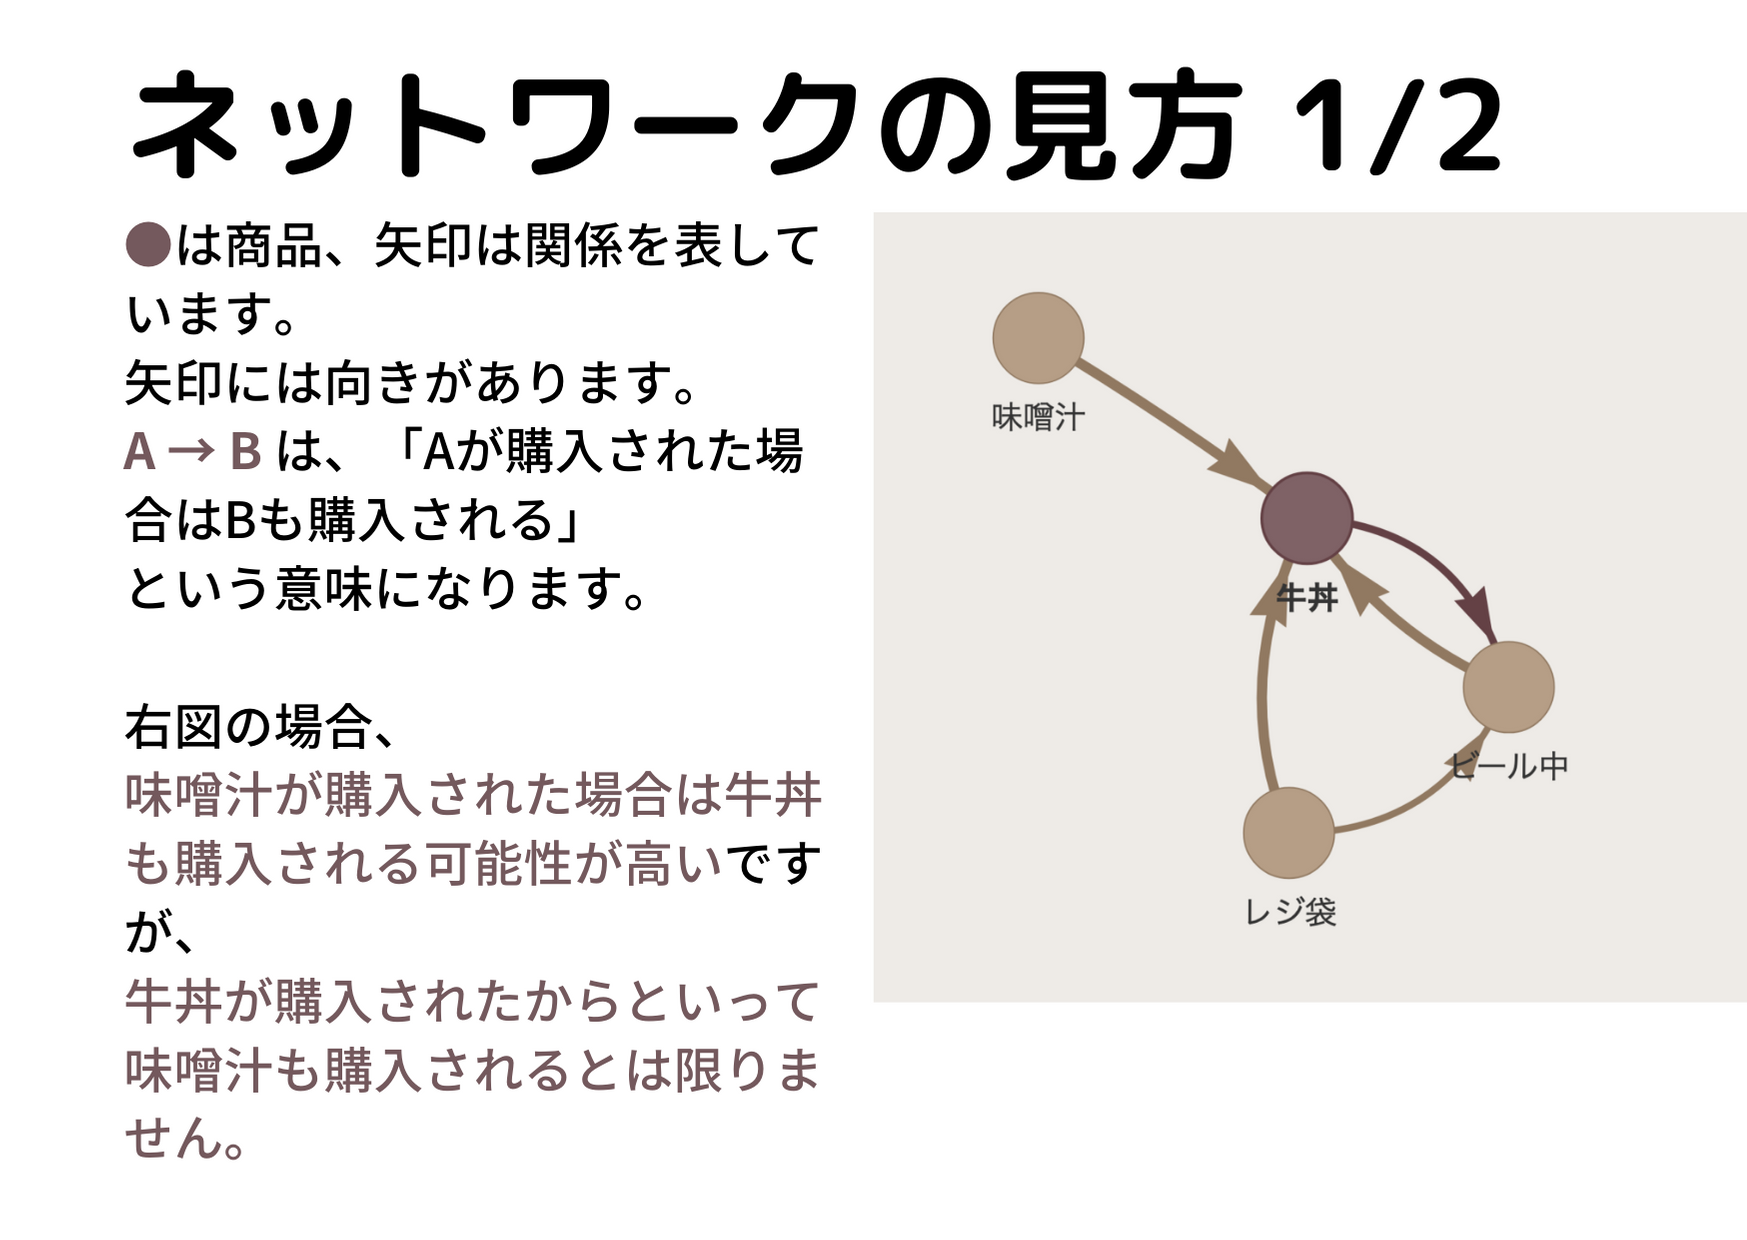 ネットワークの見方 1/2
●は商品、矢印は関係を表して
います。
矢印には向きがあります。
A → B は、「Aが購入された場
合はBも購入される」
という意味になります。
右図の場合、
味噌汁が購入された場合は牛丼
も購入される可能性が高いです
が、
牛丼が購入されたからといって
味噌汁も購入されるとは限りま
せん。
味噌汁
牛丼
ビール中
レジ袋